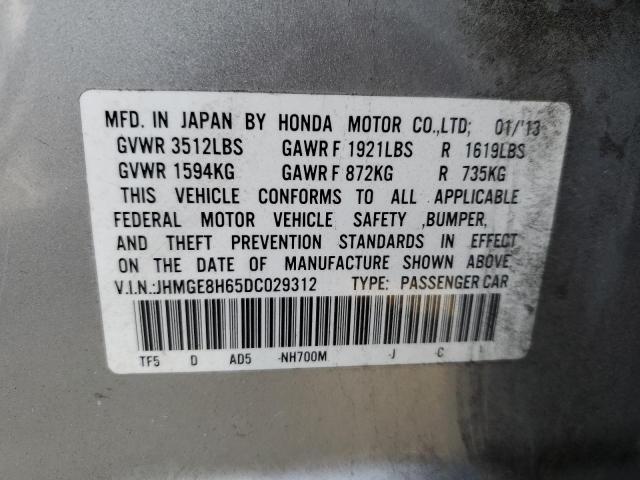 MFD. IN JAPAN BY HONDA MOTOR CO.,LTD; 01/'13
GVWR 3512LBS GAWR F 1921LBS R 1619LBS
GVWR 1594KG GAWR F 872KG R 735KG
THIS VEHICLE CONFORMS TO ALL APPLICABLE
FEDERAL MOTOR VEHICLE SAFETY ,BUMPER,
AND THEFT PREVENTION STANDARDS IN EFFECT
ON THE DATE OF MANUFACTURE SHOWN ABOVE.
V.I.N.:JHMGE8H65DC029312 TYPE: PASSENGER CAR
TF5 D AD5 -NH700M -J -C